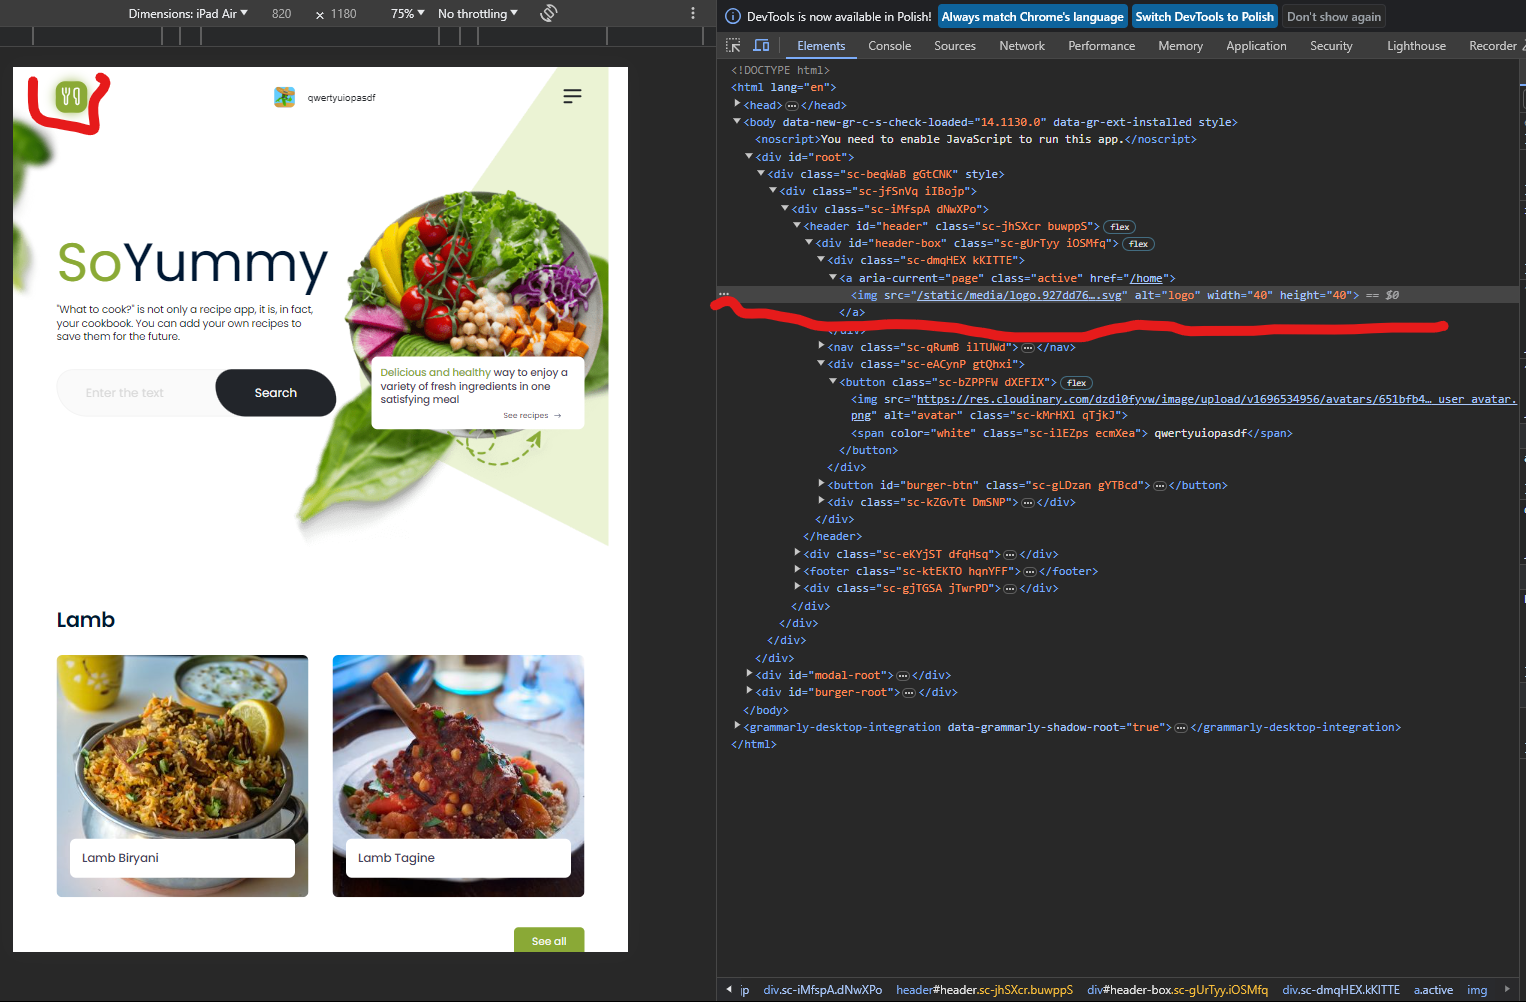 Dimensions: iPad Air 820 × 1180 75% No throttling
qwertyuiopasdf
SoYummy
"What to cook?" is not only a recipe app, it is, in fact,
your cookbook. You can add your own recipes to
save them for the future.
Enter the text
Search
Delicious and healthy way to enjoy a
variety of fresh ingredients in one
satisfying meal
See recipes →
Lamb
Lamb Biryani
Lamb Tagine
See all
DevTools is now available in Polish! Always match Chrome's language Switch DevTools to Polish Don't show again
Elements Console Sources Network Performance Memory Application Security Lighthouse Recorder
<!DOCTYPE html>
<html lang="en">
<head>…</head>
<body data-new-gr-c-s-check-loaded="14.1130.0" data-gr-ext-installed style>
<noscript>You need to enable JavaScript to run this app.</noscript>
<div id="root">
<div class="sc-beqWaB gGtCNK" style>
<div class="sc-jfSnVq iIBojp">
<div class="sc-iMfspA dNwXPo">
<header id="header" class="sc-jhSXcr buwppS"> flex
<div id="header-box" class="sc-gUrTyy iOSMfq"> flex
<div class="sc-dmqHEX kKITTE">
<a aria-current="page" class="active" href="/home">
… <img src="/static/media/logo.927dd76….svg" alt="logo" width="40" height="40"> == $0
</a>
</div>
<nav class="sc-qRumB ilTUWd">…</nav>
<div class="sc-eACynP gtQhxi">
<button class="sc-bZPPFW dXEFIX"> flex
<img src="https://res.cloudinary.com/dzdi0fyvw/image/upload/v1696534956/avatars/651bfb4… user avatar.
png" alt="avatar" class="sc-kMrHXl qTjkJ">
<span color="white" class="sc-ilEZps ecmXea"> qwertyuiopasdf</span>
</button>
</div>
<button id="burger-btn" class="sc-gLDzan gYTBcd">…</button>
<div class="sc-kZGvTt DmSNP">…</div>
</div>
</header>
<div class="sc-eKYjST dfqHsq">…</div>
<footer class="sc-ktEKTO hqnYFF">…</footer>
<div class="sc-gjTGSA jTwrPD">…</div>
</div>
</div>
</div>
</div>
<div id="modal-root">…</div>
<div id="burger-root">…</div>
</body>
<grammarly-desktop-integration data-grammarly-shadow-root="true">…</grammarly-desktop-integration>
</html>
jp div.sc-iMfspA.dNwXPo header#header.sc-jhSXcr.buwppS div#header-box.sc-gUrTyy.iOSMfq div.sc-dmqHEX.kKITTE a.active img